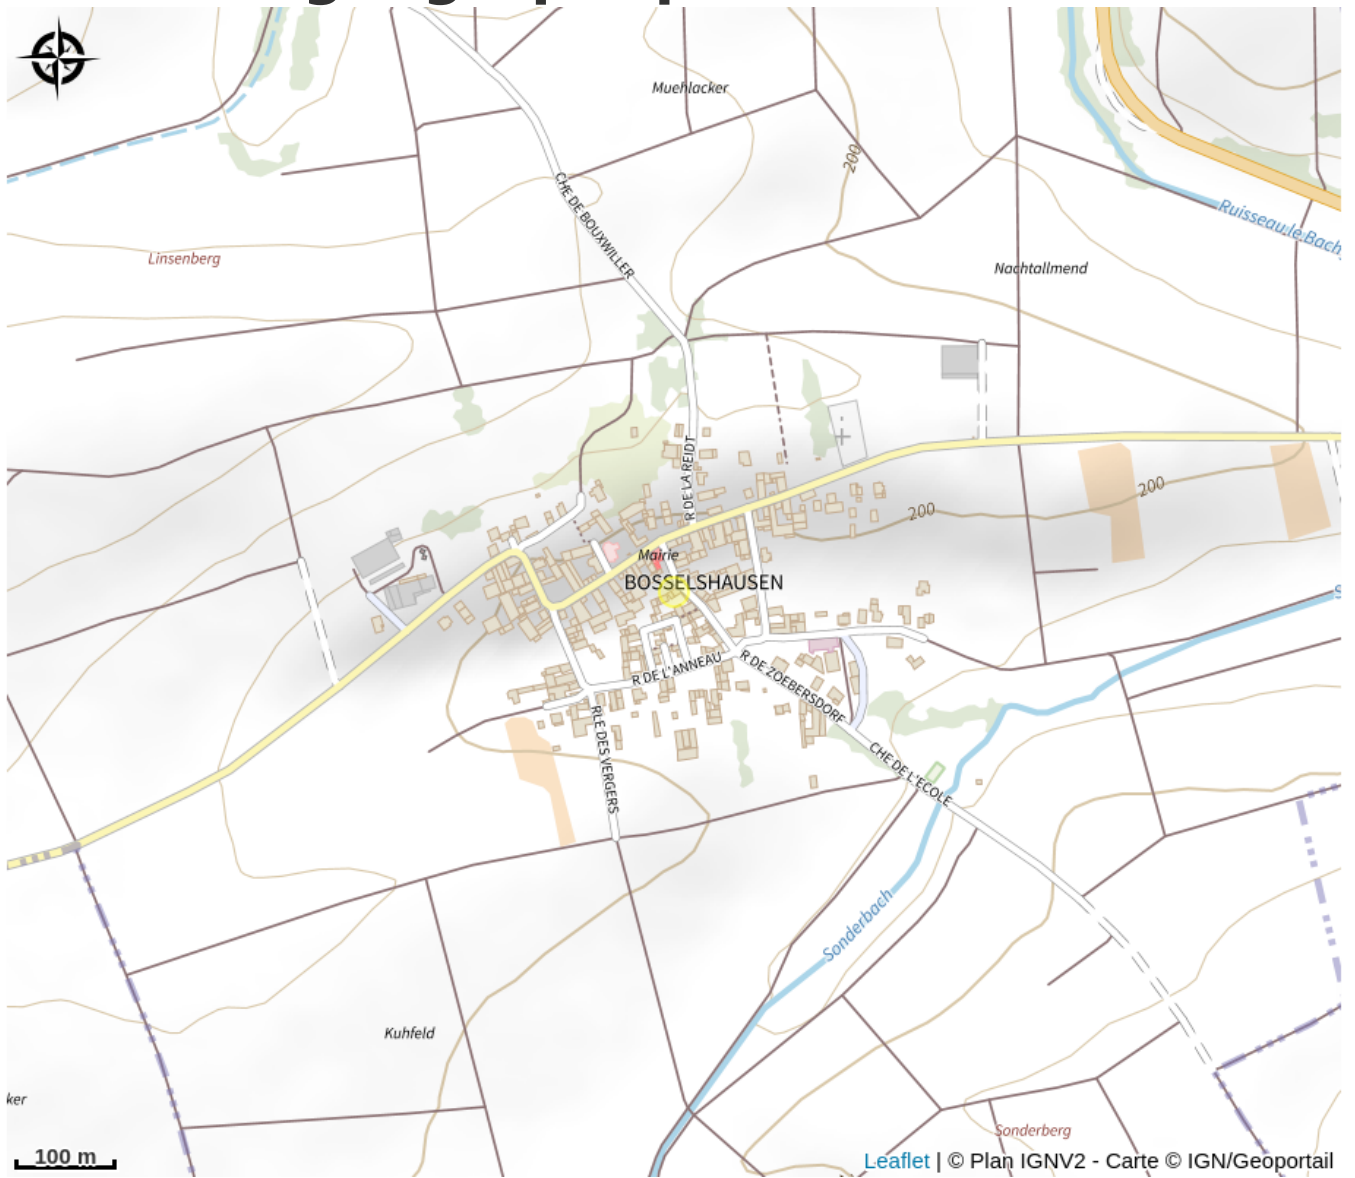 Muehlacker
200
CHE DE BOUXWILLER
Ruisseau le Bach
Linsenberg
Nachtallmend
R DE LA REIDT
200
200
Mairie
BOSSELSHAUSEN
R DE L'ANNEAU
R DE ZOEBERSDORF
RLE DES VERGERS
CHE DE L'ECOLE
Sonderbach
Kuhfeld
ker
Sonderberg
100 m
Leaflet | © Plan IGNV2 - Carte © IGN/Geoportail